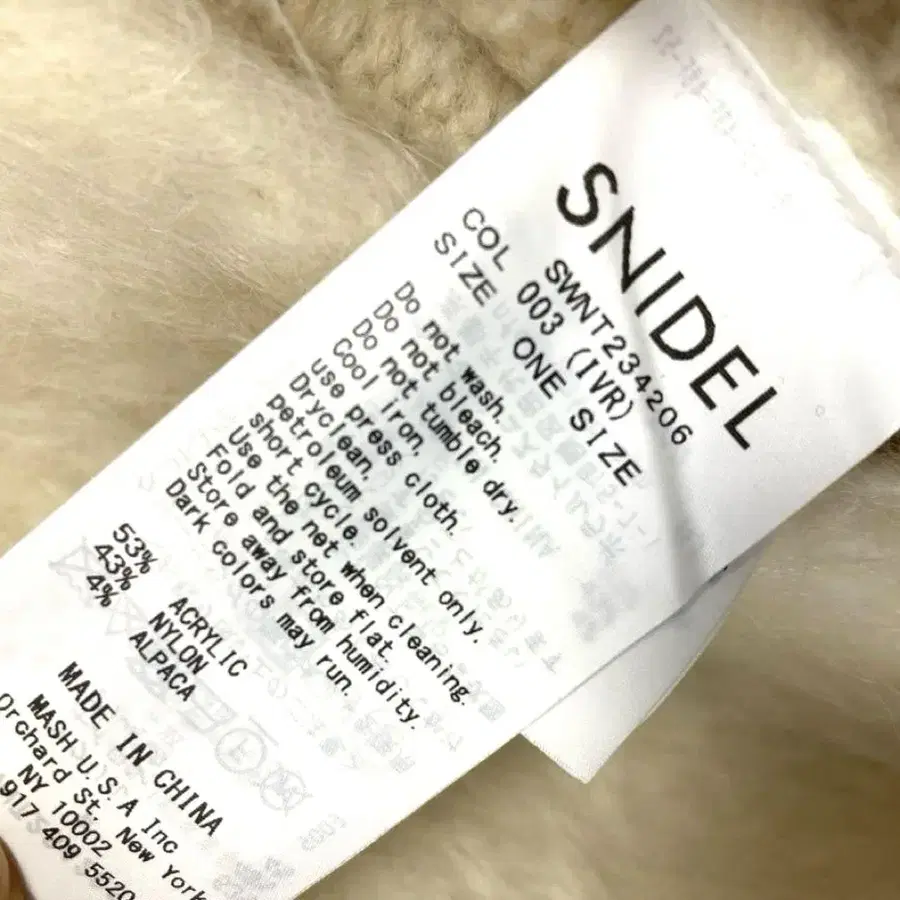 SNIDEL
SWNT234206
COL 003 (IVR)
SIZE ONE SIZE
Do not wash.
Do not bleach.
Do not tumble dry.
Cool iron.
use press cloth.
Dryclean.
petroleum solvent only.
short cycle.
Use the net when cleaning.
Fold and store flat.
Store away from humidity.
Dark colors may run.
53% ACRYLIC
43% NYLON
4% ALPACA
MADE IN CHINA
MASH U.S.A Inc
Orchard St. New York
NY 10002
917 409 5520